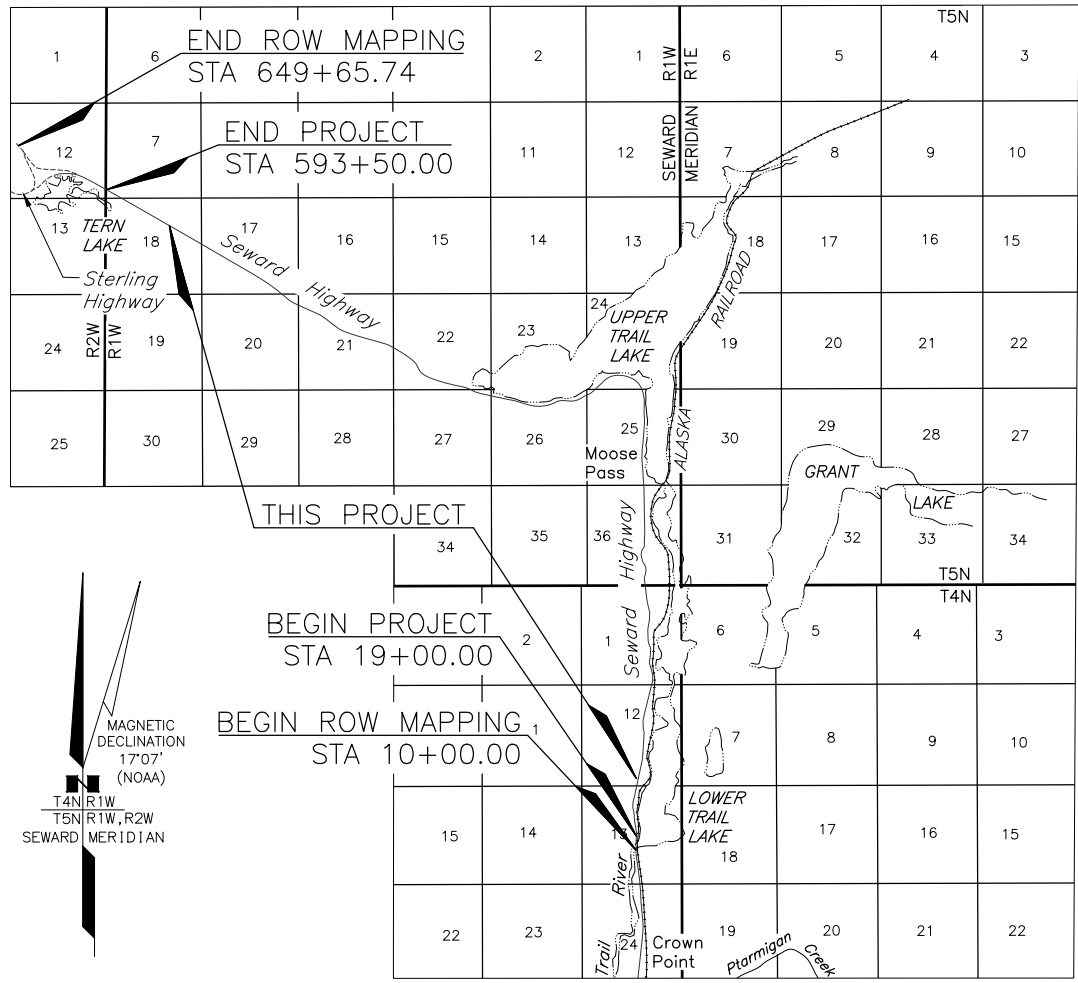 T5N
1 6 2 1 6 5 4 3
END ROW MAPPING
STA 649+65.74
R1W
R1E
END PROJECT
STA 593+50.00
SEWARD
MERIDIAN
12 7 11 12 7 8 9 10
13 18 17 16 15 14 13 18 17 16 15
TERN
LAKE
Seward Highway
Sterling
Highway
RAILROAD
24 19 20 21 22 23 24 19 20 21 22
R2W
R1W
UPPER
TRAIL
LAKE
25 30 29 28 27 26 25 30 29 28 27
Moose
Pass
ALASKA
GRANT
LAKE
THIS PROJECT
34 35 36 31 32 33 34
Seward Highway
T5N
T4N
BEGIN PROJECT
STA 19+00.00
2 1 6 5 4 3
BEGIN ROW MAPPING
STA 10+00.00
1 12 7 8 9 10
MAGNETIC
DECLINATION
17°07'
(NOAA)
N
T4N R1W
T5N R1W,R2W
SEWARD MERIDIAN
LOWER
TRAIL
LAKE
15 14 13 18 17 16 15
Trail River
22 23 24 19 20 21 22
Crown
Point
Ptarmigan Creek